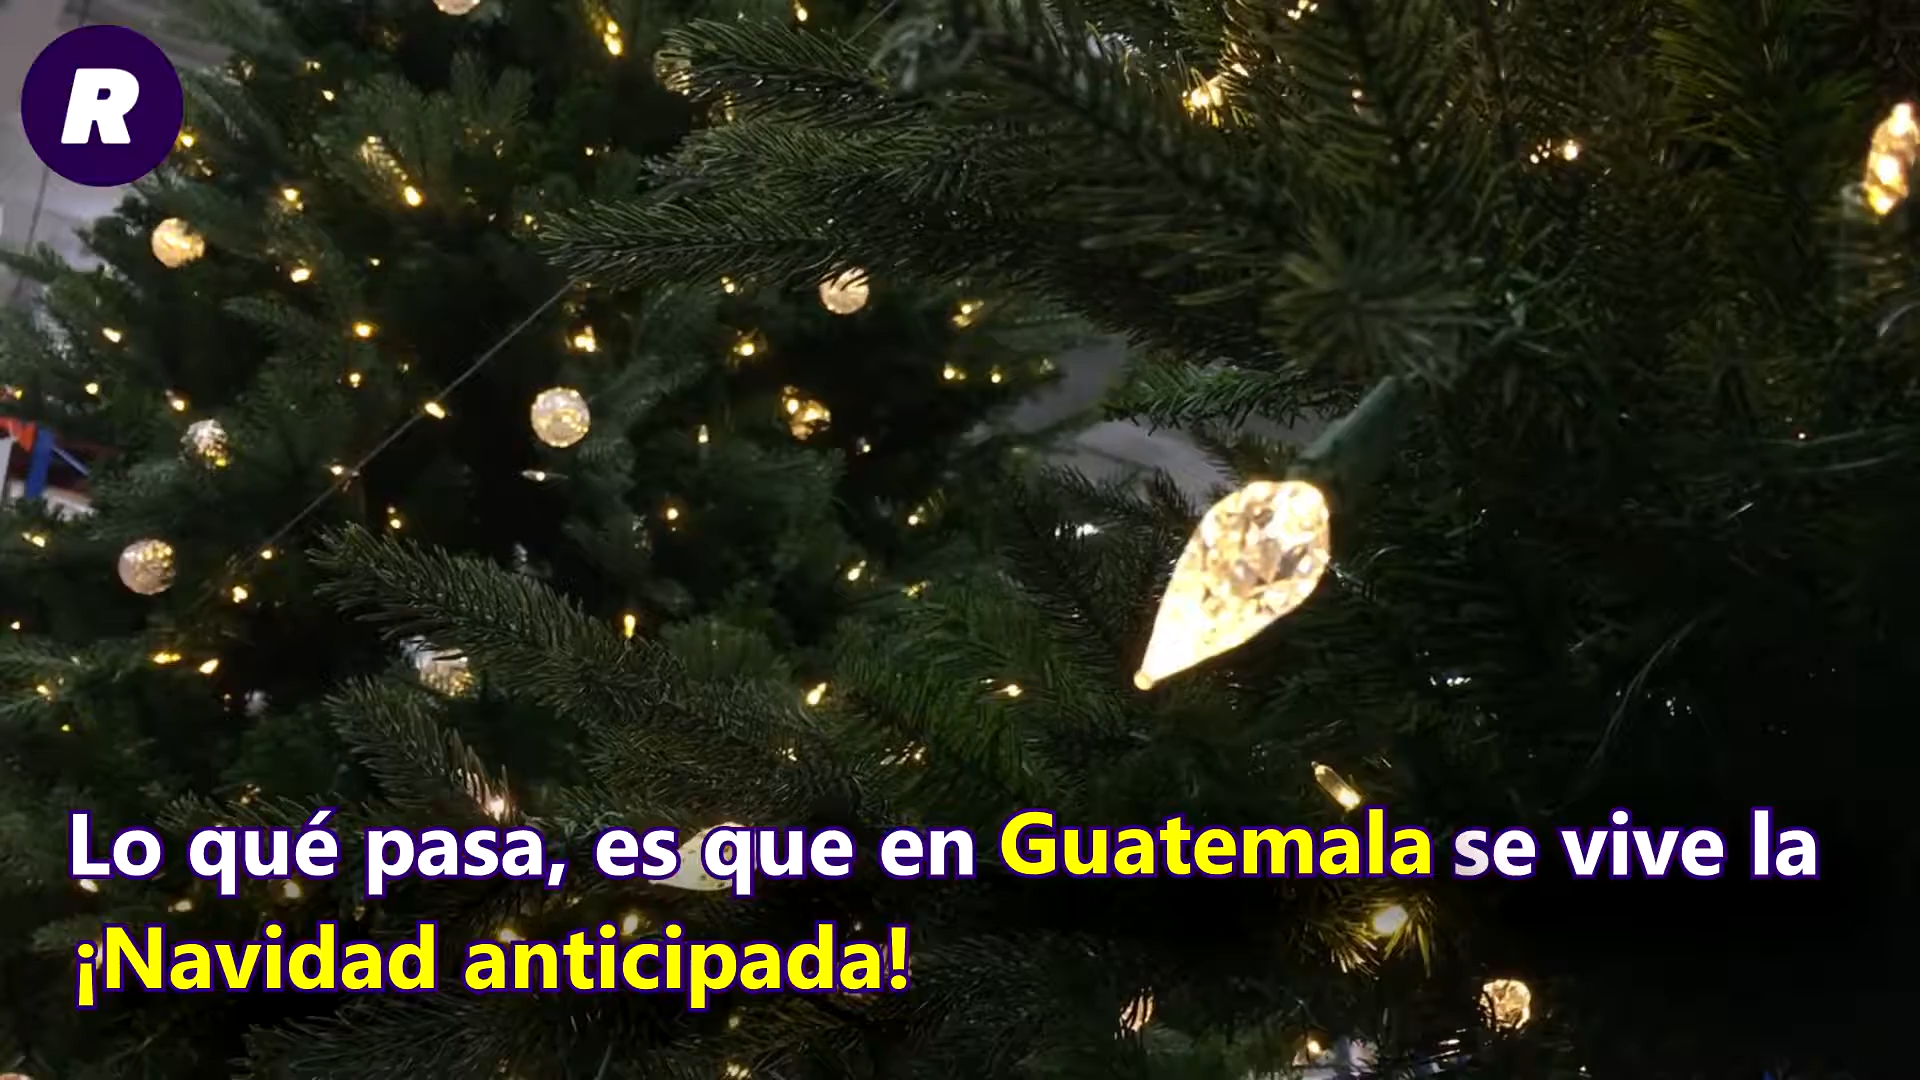 R
Lo qué pasa, es que en Guatemala se vive la
¡Navidad anticipada!